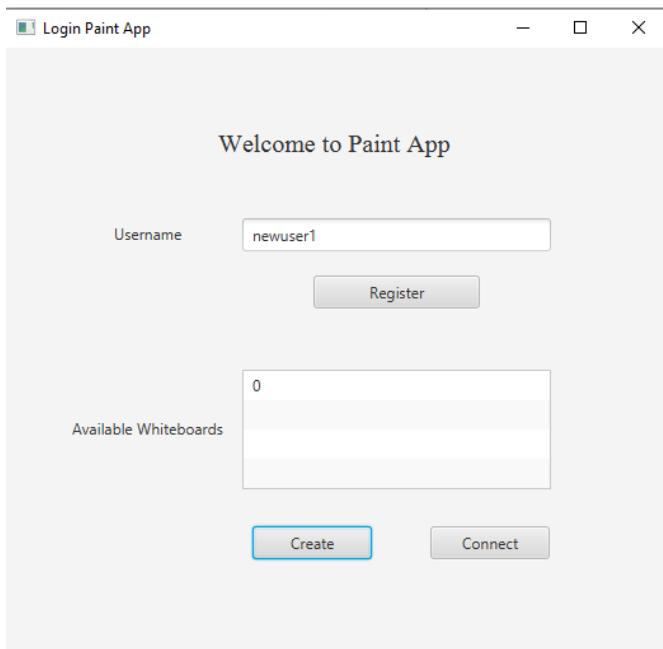 Login Paint App
Welcome to Paint App
Username
newuser1
Register
0
Available Whiteboards
Create
Connect